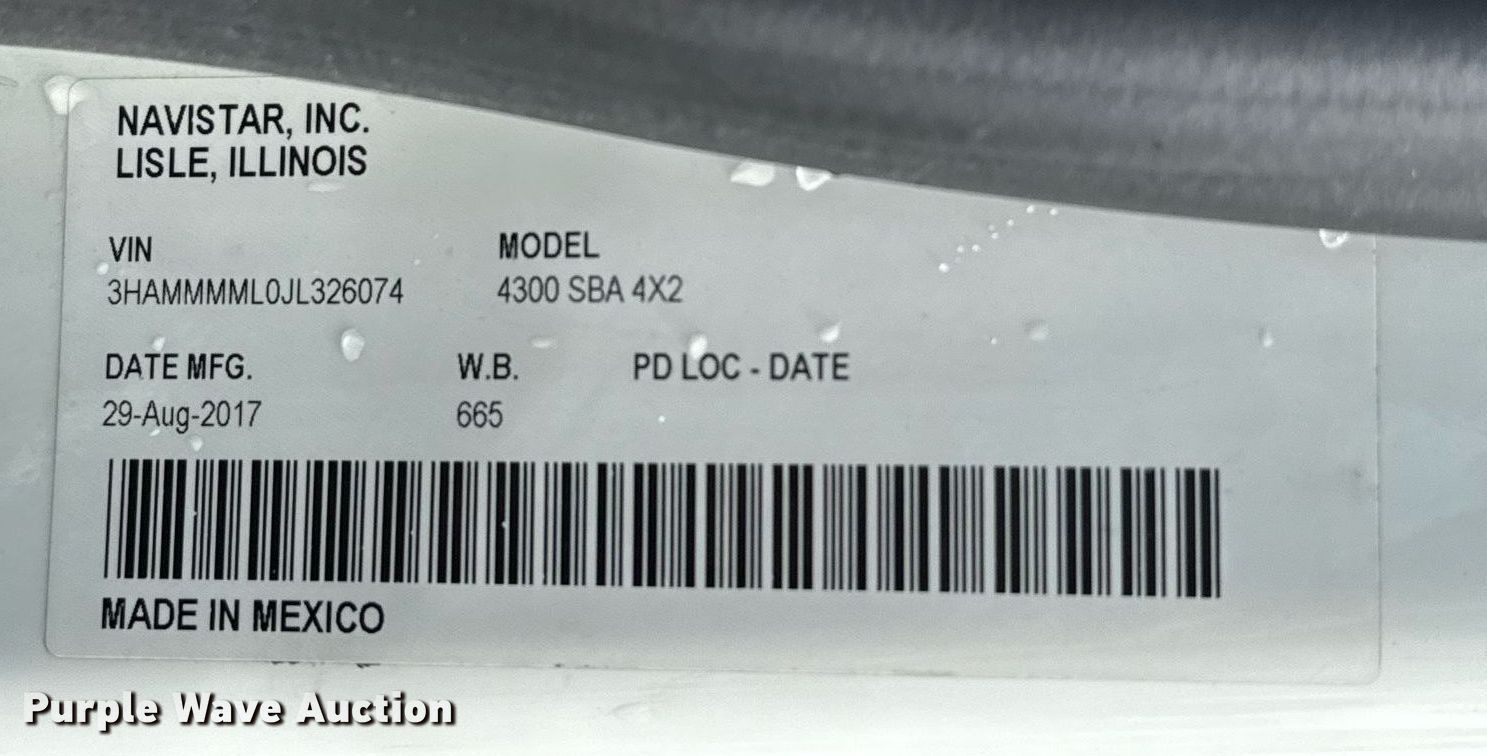 NAVISTAR, INC.
LISLE, ILLINOIS
VIN MODEL
3HAMMMML0JL326074 4300 SBA 4X2
DATE MFG. W.B. PD LOC - DATE
29-Aug-2017 665
MADE IN MEXICO
Purple Wave Auction